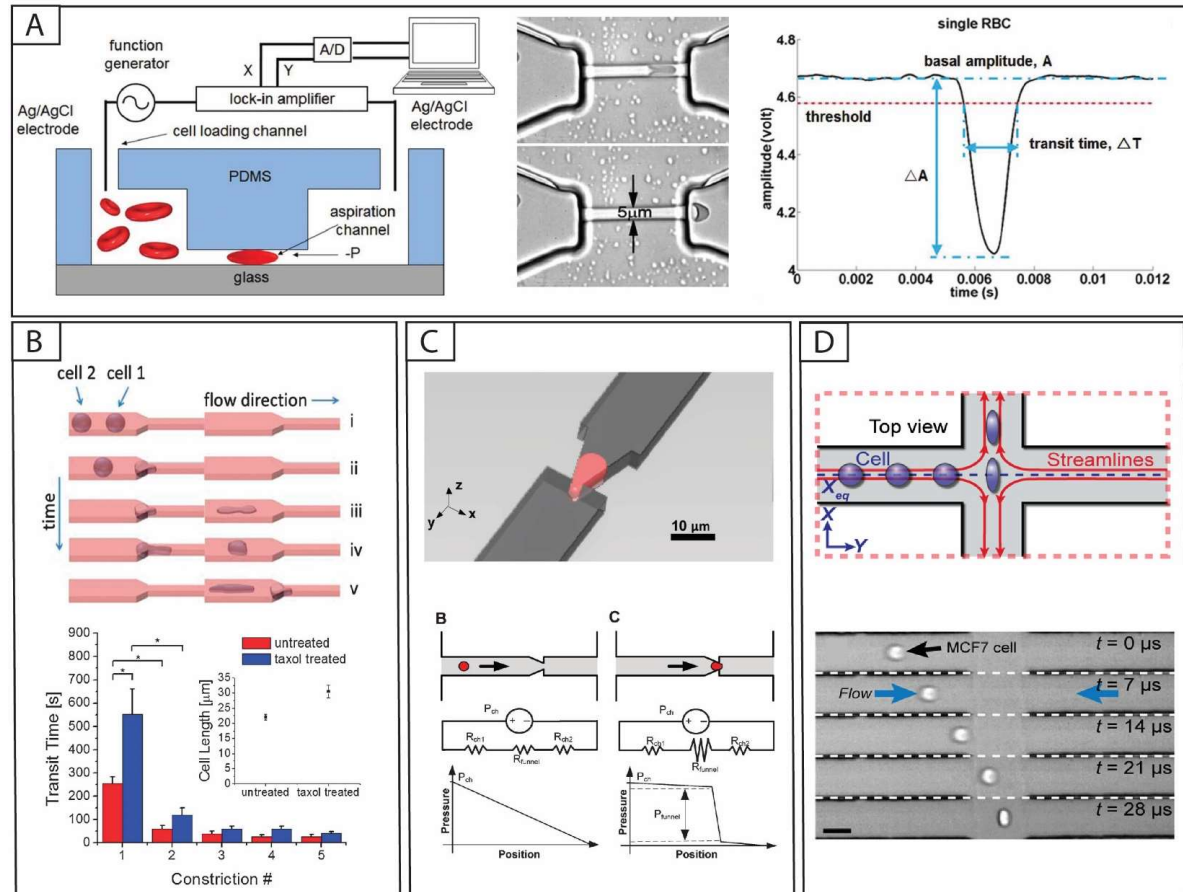 A
function
generator
X
Y
A/D
lock-in amplifier
Ag/AgCl
electrode
Ag/AgCl
electrode
cell loading channel
PDMS
aspiration
channel
-P
glass
5μm
single RBC
4.8
4.6
4.4
4.2
4
amplitude (volt)
basal amplitude, A
threshold
transit time, △T
△A
0
0.002
0.004
0.006
0.008
0.01
0.012
time (s)
B
cell 2
cell 1
flow direction
i
ii
iii
iv
v
time
900
800
700
600
500
400
300
200
100
0
Transit Time [s]
*
*
*
untreated
taxol treated
35
30
25
20
15
10
5
0
Cell Length [μm]
untreated
taxol treated
1
2
3
4
5
Constriction #
C
z
y
x
10 μm
B
C
Pch
+ -
Rch1
Rfunnel
Rch2
Pch
+ -
Rch1
Rfunnel
Rch2
Pch
Pressure
Position
Pch
Pfunnel
Pressure
Position
D
Top view
Cell
Streamlines
Xeq
X
Y
t = 0 μs
MCF7 cell
Flow
t = 7 μs
t = 14 μs
t = 21 μs
t = 28 μs